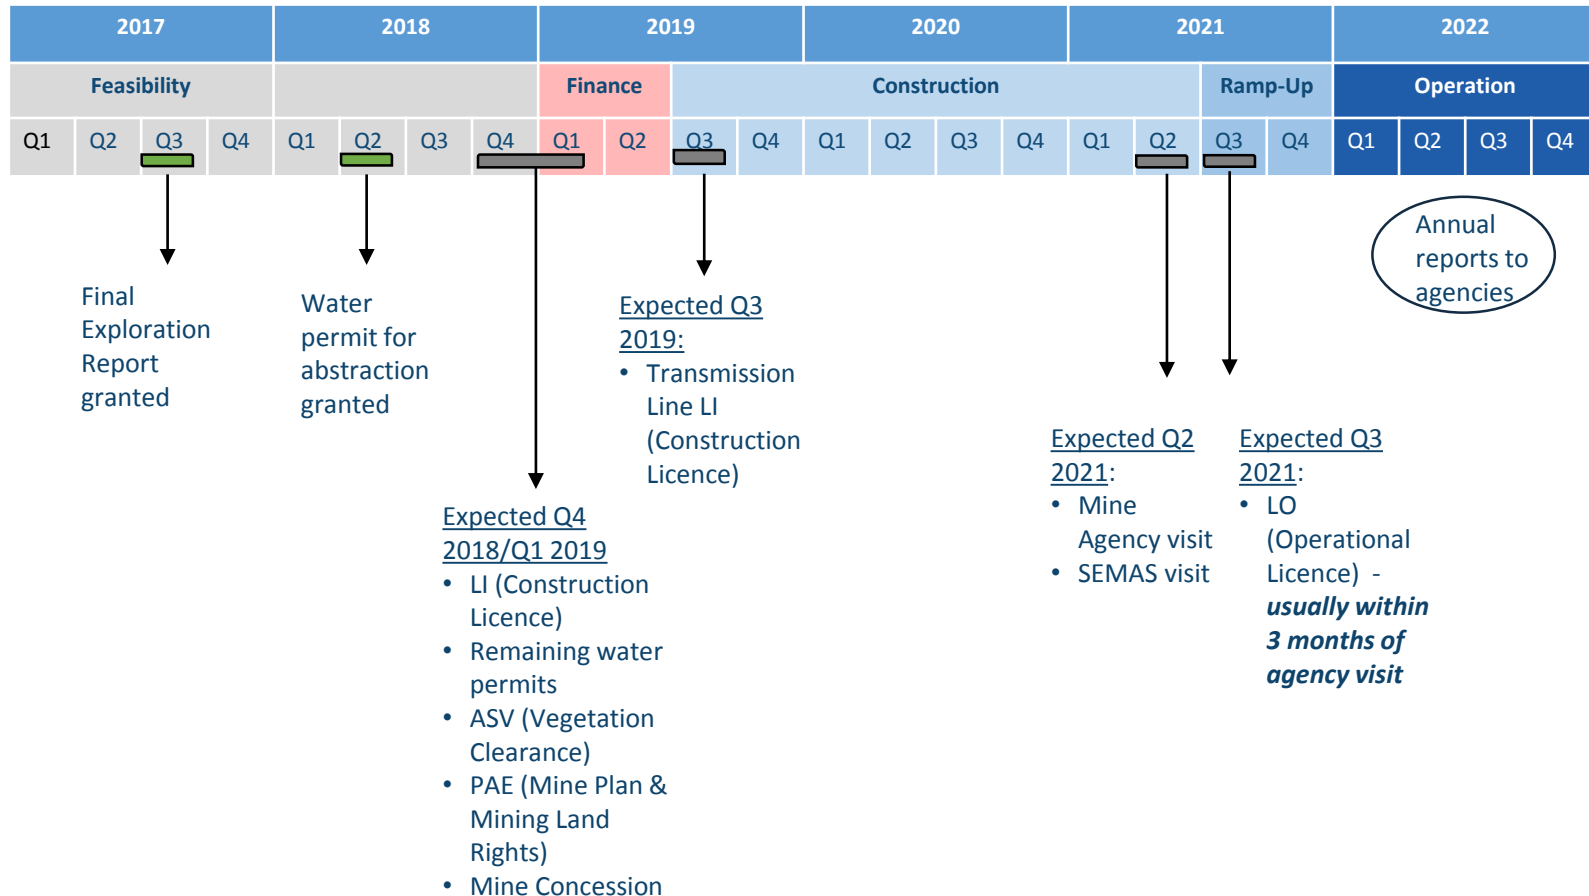 2017 2018 2019 2020 2021 2022
Feasibility Finance Construction Ramp-Up Operation
Q1 Q2 Q3 Q4 Q1 Q2 Q3 Q4 Q1 Q2 Q3 Q4 Q1 Q2 Q3 Q4 Q1 Q2 Q3 Q4 Q1 Q2 Q3 Q4
Final
Exploration
Report
granted
Water
permit for
abstraction
granted
Expected Q4
2018/Q1 2019
• LI (Construction
Licence)
• Remaining water
permits
• ASV (Vegetation
Clearance)
• PAE (Mine Plan &
Mining Land
Rights)
• Mine Concession
Expected Q3
2019:
• Transmission
Line LI
(Construction
Licence)
Expected Q2
2021:
• Mine
Agency visit
• SEMAS visit
Expected Q3
2021:
• LO
(Operational
Licence) -
usually within
3 months of
agency visit
Annual
reports to
agencies